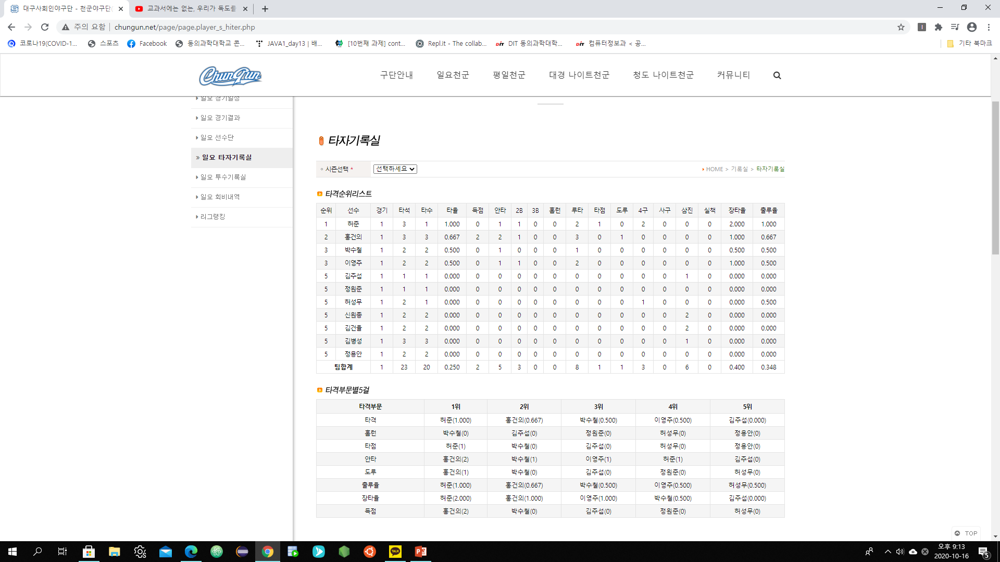 대구사회인야구단 - 천군야구단( 교과서에는 없는, 우리가 독도를
주의 요함 chungun.net/page/page.player_s_hiter.php
코로나19(COVID-1... 스포츠 Facebook 동의과학대학교 콘... JAVA1_day13 | 배... [10번째 과제] cont... Repl.it - The collab... DIT 동의과학대학... 컴퓨터정보과 < 공... 기타 북마크
ChunGun 구단안내 일요천군 평일천군 대경 나이트천군 청도 나이트천군 커뮤니티
일요 경기일정
일요 경기결과
일요 선수단
» 일요 타자기록실
일요 투수기록실
일요 회비내역
리그랭킹
타자기록실
시즌선택 * 선택하세요 HOME > 기록실 > 타자기록실
타격순위리스트
순위 선수 경기 타석 타수 타율 득점 안타 2B 3B 홈런 루타 타점 도루 4구 사구 삼진 실책 장타율 출루율
1 허준 1 3 1 1.000 0 1 1 0 0 2 1 0 2 0 0 0 2.000 1.000
2 홍건의 1 3 3 0.667 2 2 1 0 0 3 0 1 0 0 0 0 1.000 0.667
3 박수철 1 2 2 0.500 0 1 0 0 0 1 0 0 0 0 0 0 0.500 0.500
3 이영주 1 2 2 0.500 0 1 1 0 0 2 0 0 0 0 0 0 1.000 0.500
5 김주섭 1 1 1 0.000 0 0 0 0 0 0 0 0 0 0 1 0 0.000 0.000
5 정원준 1 1 1 0.000 0 0 0 0 0 0 0 0 0 0 0 0 0.000 0.000
5 허성무 1 2 1 0.000 0 0 0 0 0 0 0 0 1 0 0 0 0.000 0.500
5 신원종 1 2 2 0.000 0 0 0 0 0 0 0 0 0 0 2 0 0.000 0.000
5 김건율 1 2 2 0.000 0 0 0 0 0 0 0 0 0 0 2 0 0.000 0.000
5 김병성 1 3 3 0.000 0 0 0 0 0 0 0 0 0 0 1 0 0.000 0.000
5 정용안 1 2 2 0.000 0 0 0 0 0 0 0 0 0 0 0 0 0.000 0.000
팀합계 1 23 20 0.250 2 5 3 0 0 8 1 1 3 0 6 0 0.400 0.348
타격부문별5걸
타격부문 1위 2위 3위 4위 5위
타격 허준(1.000) 홍건의(0.667) 박수철(0.500) 이영주(0.500) 김주섭(0.000)
홈런 박수철(0) 김주섭(0) 정원준(0) 허성무(0) 정용안(0)
타점 허준(1) 박수철(0) 김주섭(0) 허성무(0) 정용안(0)
안타 홍건의(2) 박수철(1) 이영주(1) 허준(1) 김주섭(0)
도루 홍건의(1) 박수철(0) 김주섭(0) 정원준(0) 허성무(0)
출루율 허준(1.000) 홍건의(0.667) 박수철(0.500) 이영주(0.500) 허성무(0.500)
장타율 허준(2.000) 홍건의(1.000) 이영주(1.000) 박수철(0.500) 김주섭(0.000)
득점 홍건의(2) 박수철(0) 김주섭(0) 정원준(0) 허성무(0)
TOP
TALK 오후 9:13
2020-10-16 5